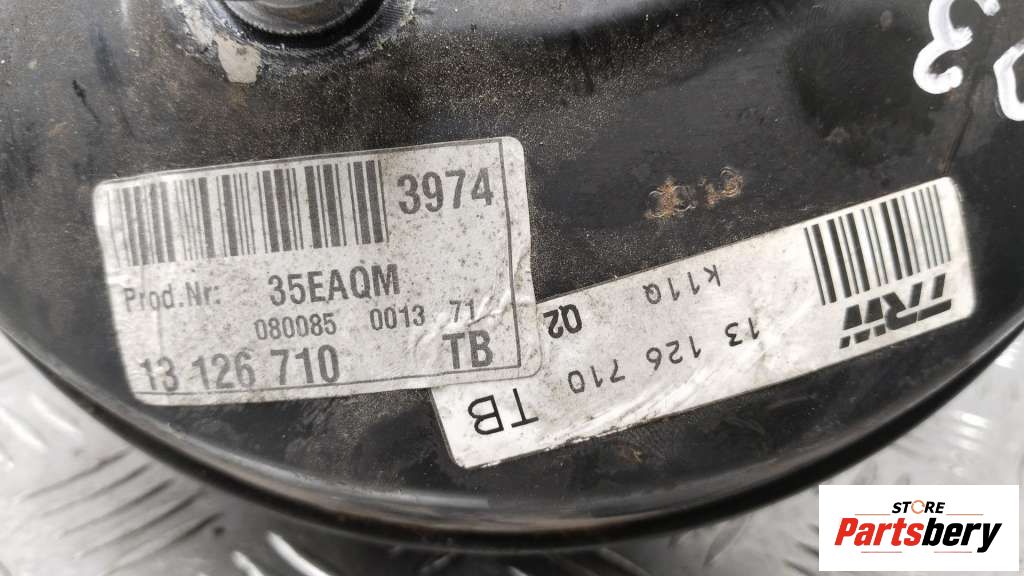 3974
Prod.Nr: 35EAQM
080085 0013 71
13 126 710 TB
TRW
K11Q Q2
13 126 710 TB
STORE
Partsbery